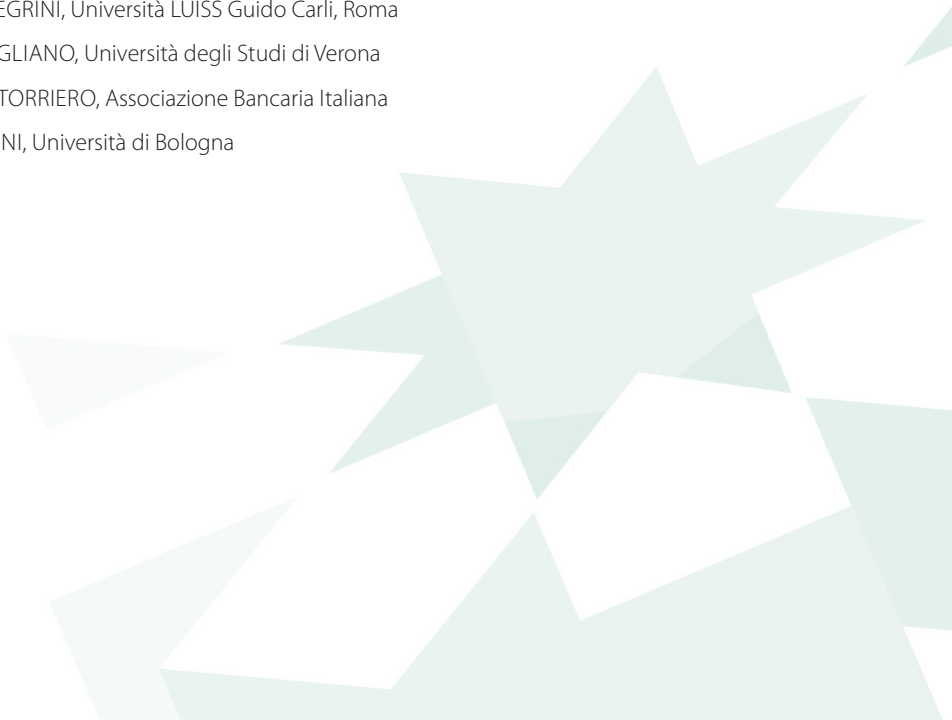 EGRINI, Università LUISS Guido Carli, Roma
GLIANO, Università degli Studi di Verona
TORRIERO, Associazione Bancaria Italiana
NI, Università di Bologna